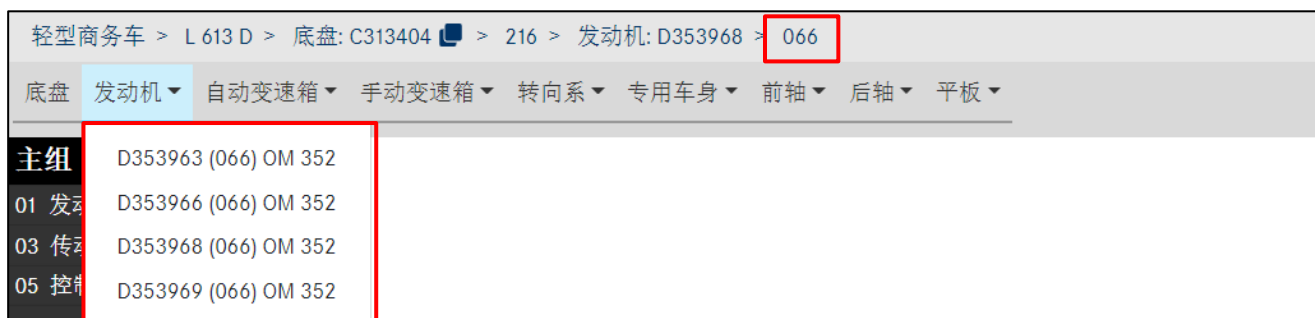 轻型商务车 > L 613 D > 底盘: C313404 > 216 > 发动机: D353968 > 066
底盘 发动机 自动变速箱 手动变速箱 转向系 专用车身 前轴 后轴 平板
主组
D353963 (066) OM 352
01 发动
D353966 (066) OM 352
03 传动
D353968 (066) OM 352
05 控制
D353969 (066) OM 352